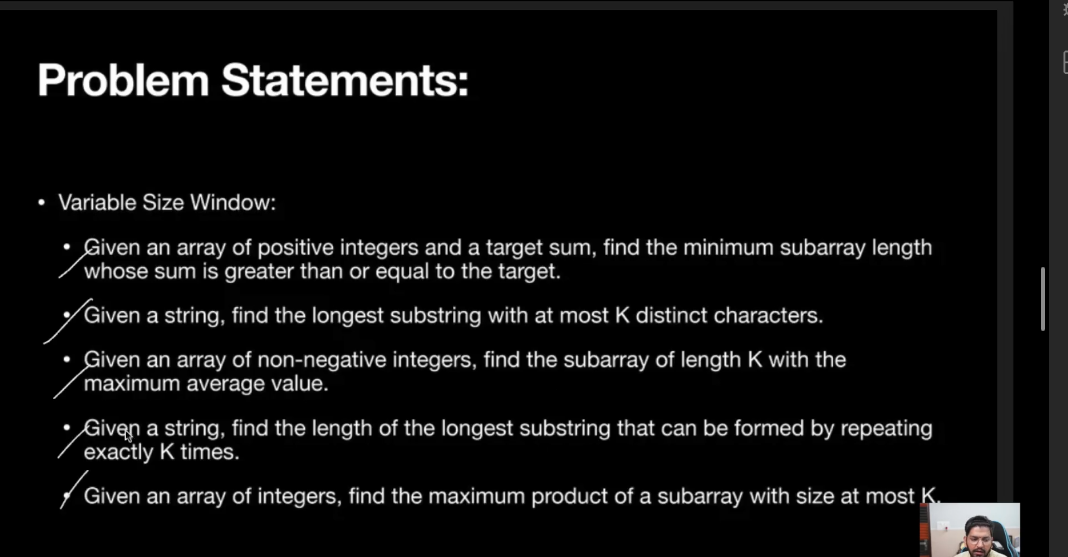 Problem Statements:
• Variable Size Window:
• Given an array of positive integers and a target sum, find the minimum subarray length
whose sum is greater than or equal to the target.
• Given a string, find the longest substring with at most K distinct characters.
• Given an array of non-negative integers, find the subarray of length K with the
maximum average value.
• Given a string, find the length of the longest substring that can be formed by repeating
exactly K times.
• Given an array of integers, find the maximum product of a subarray with size at most K.